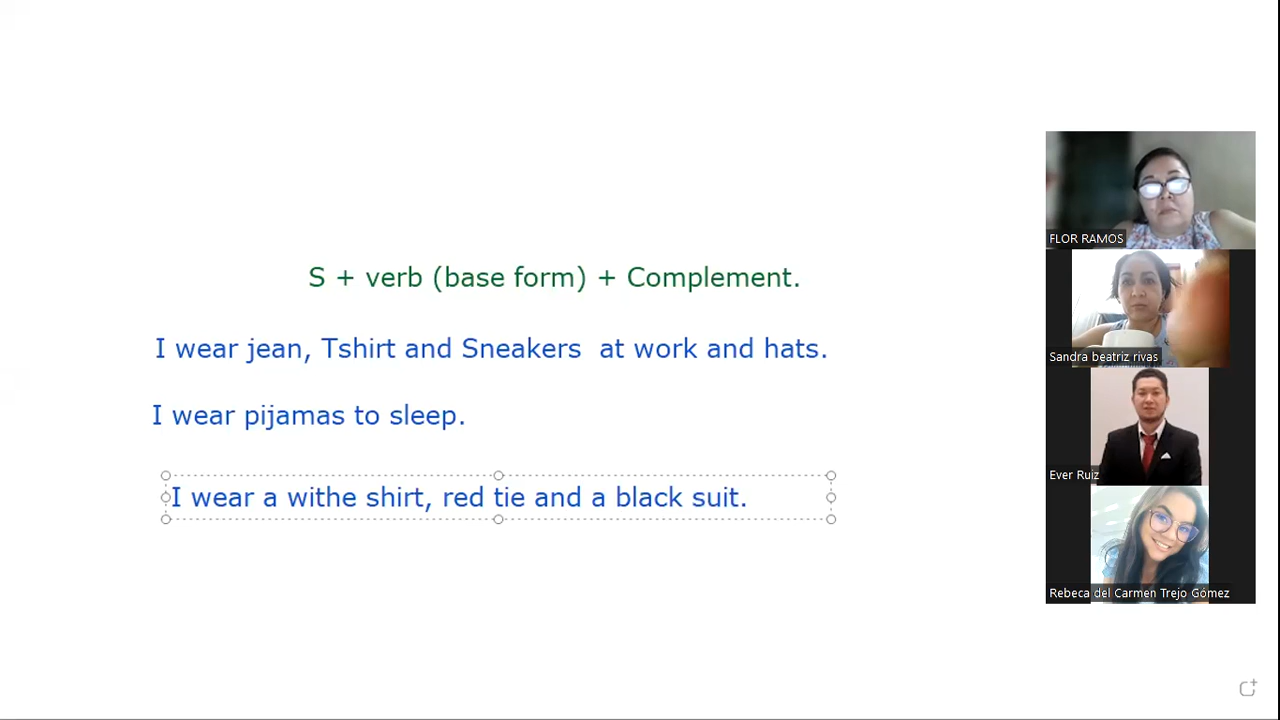 S + verb (base form) + Complement.
I wear jean, Tshirt and Sneakers at work and hats.
I wear pijamas to sleep.
I wear a withe shirt, red tie and a black suit.
FLOR RAMOS
Sandra beatriz rivas
Ever Ruiz
Rebeca del Carmen Trejo Gómez